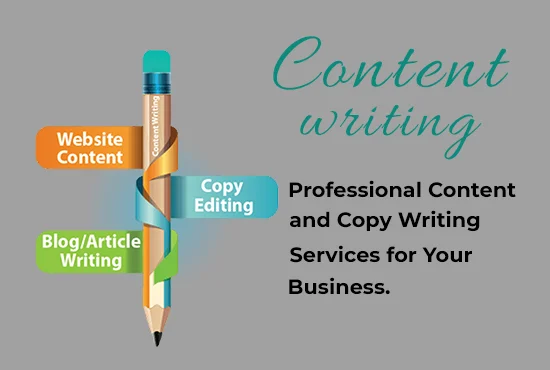 Content
writing
Content Writing
Website
Content
Copy
Editing
Blog/Article
Writing
Professional Content
and Copy Writing
Services for Your
Business.